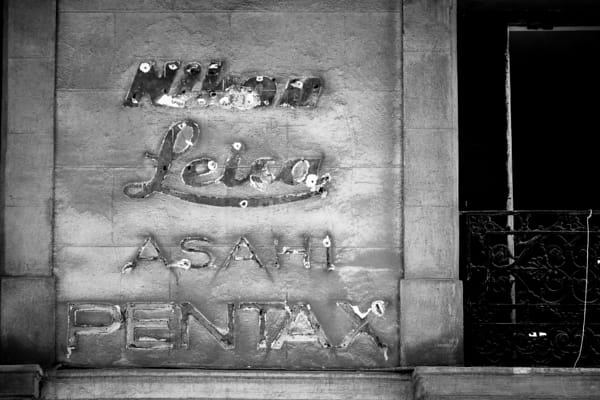 Nikon
Leica
ASAHI
PENTAX